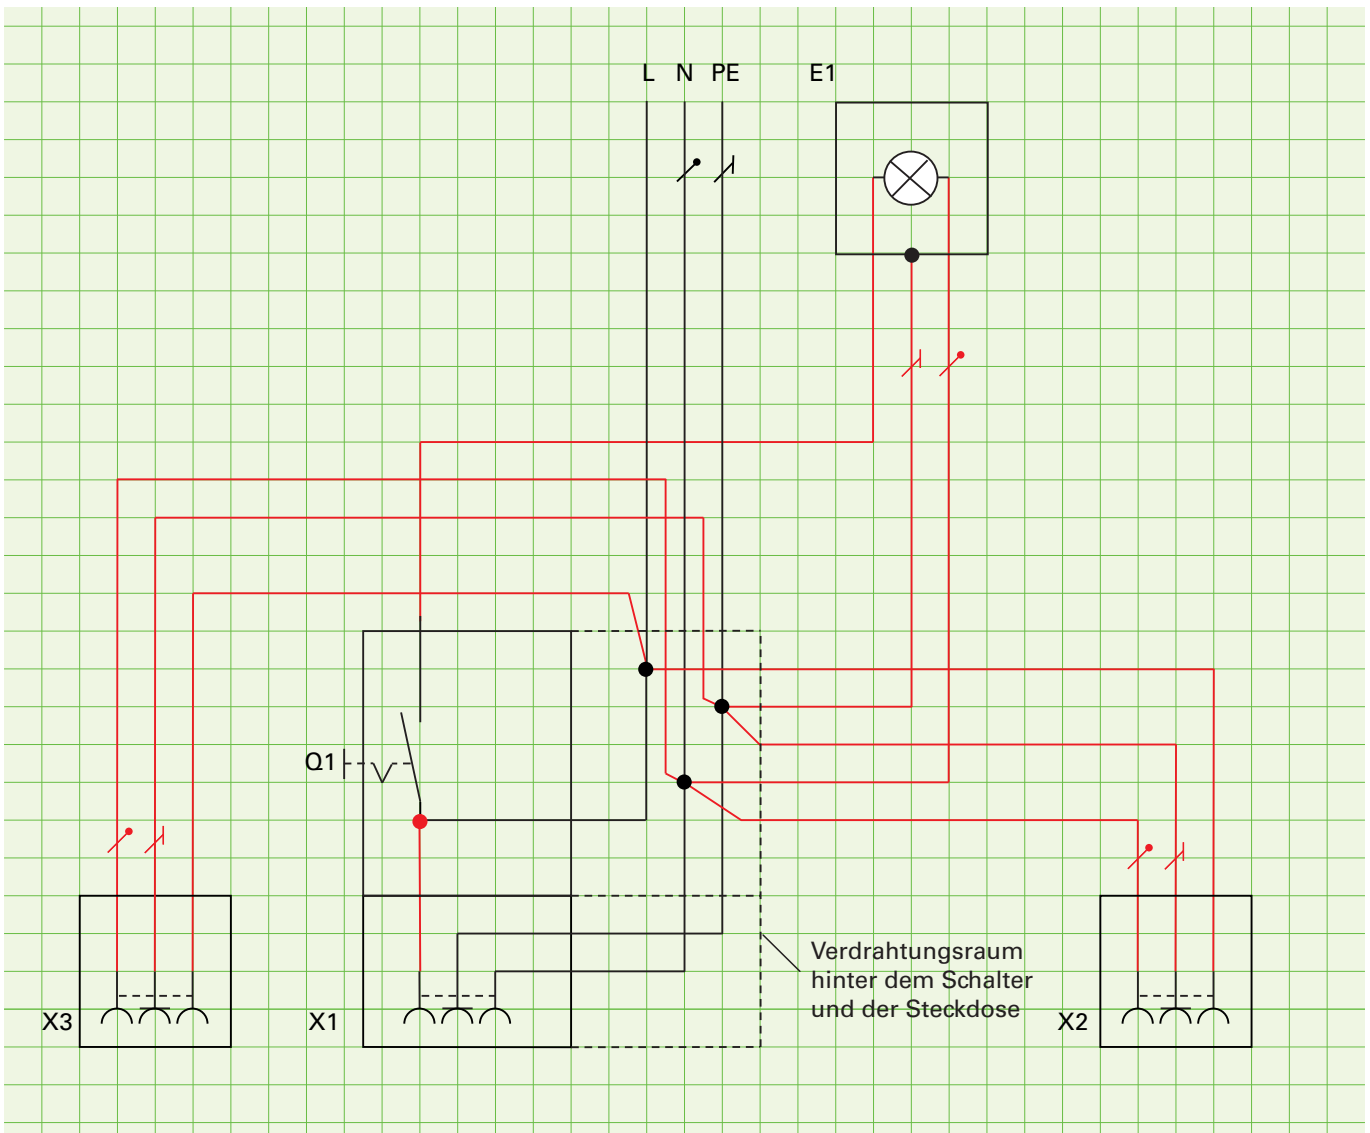 L N PE E1
Q1
Verdrahtungsraum
hinter dem Schalter
und der Steckdose
X3 X1 X2